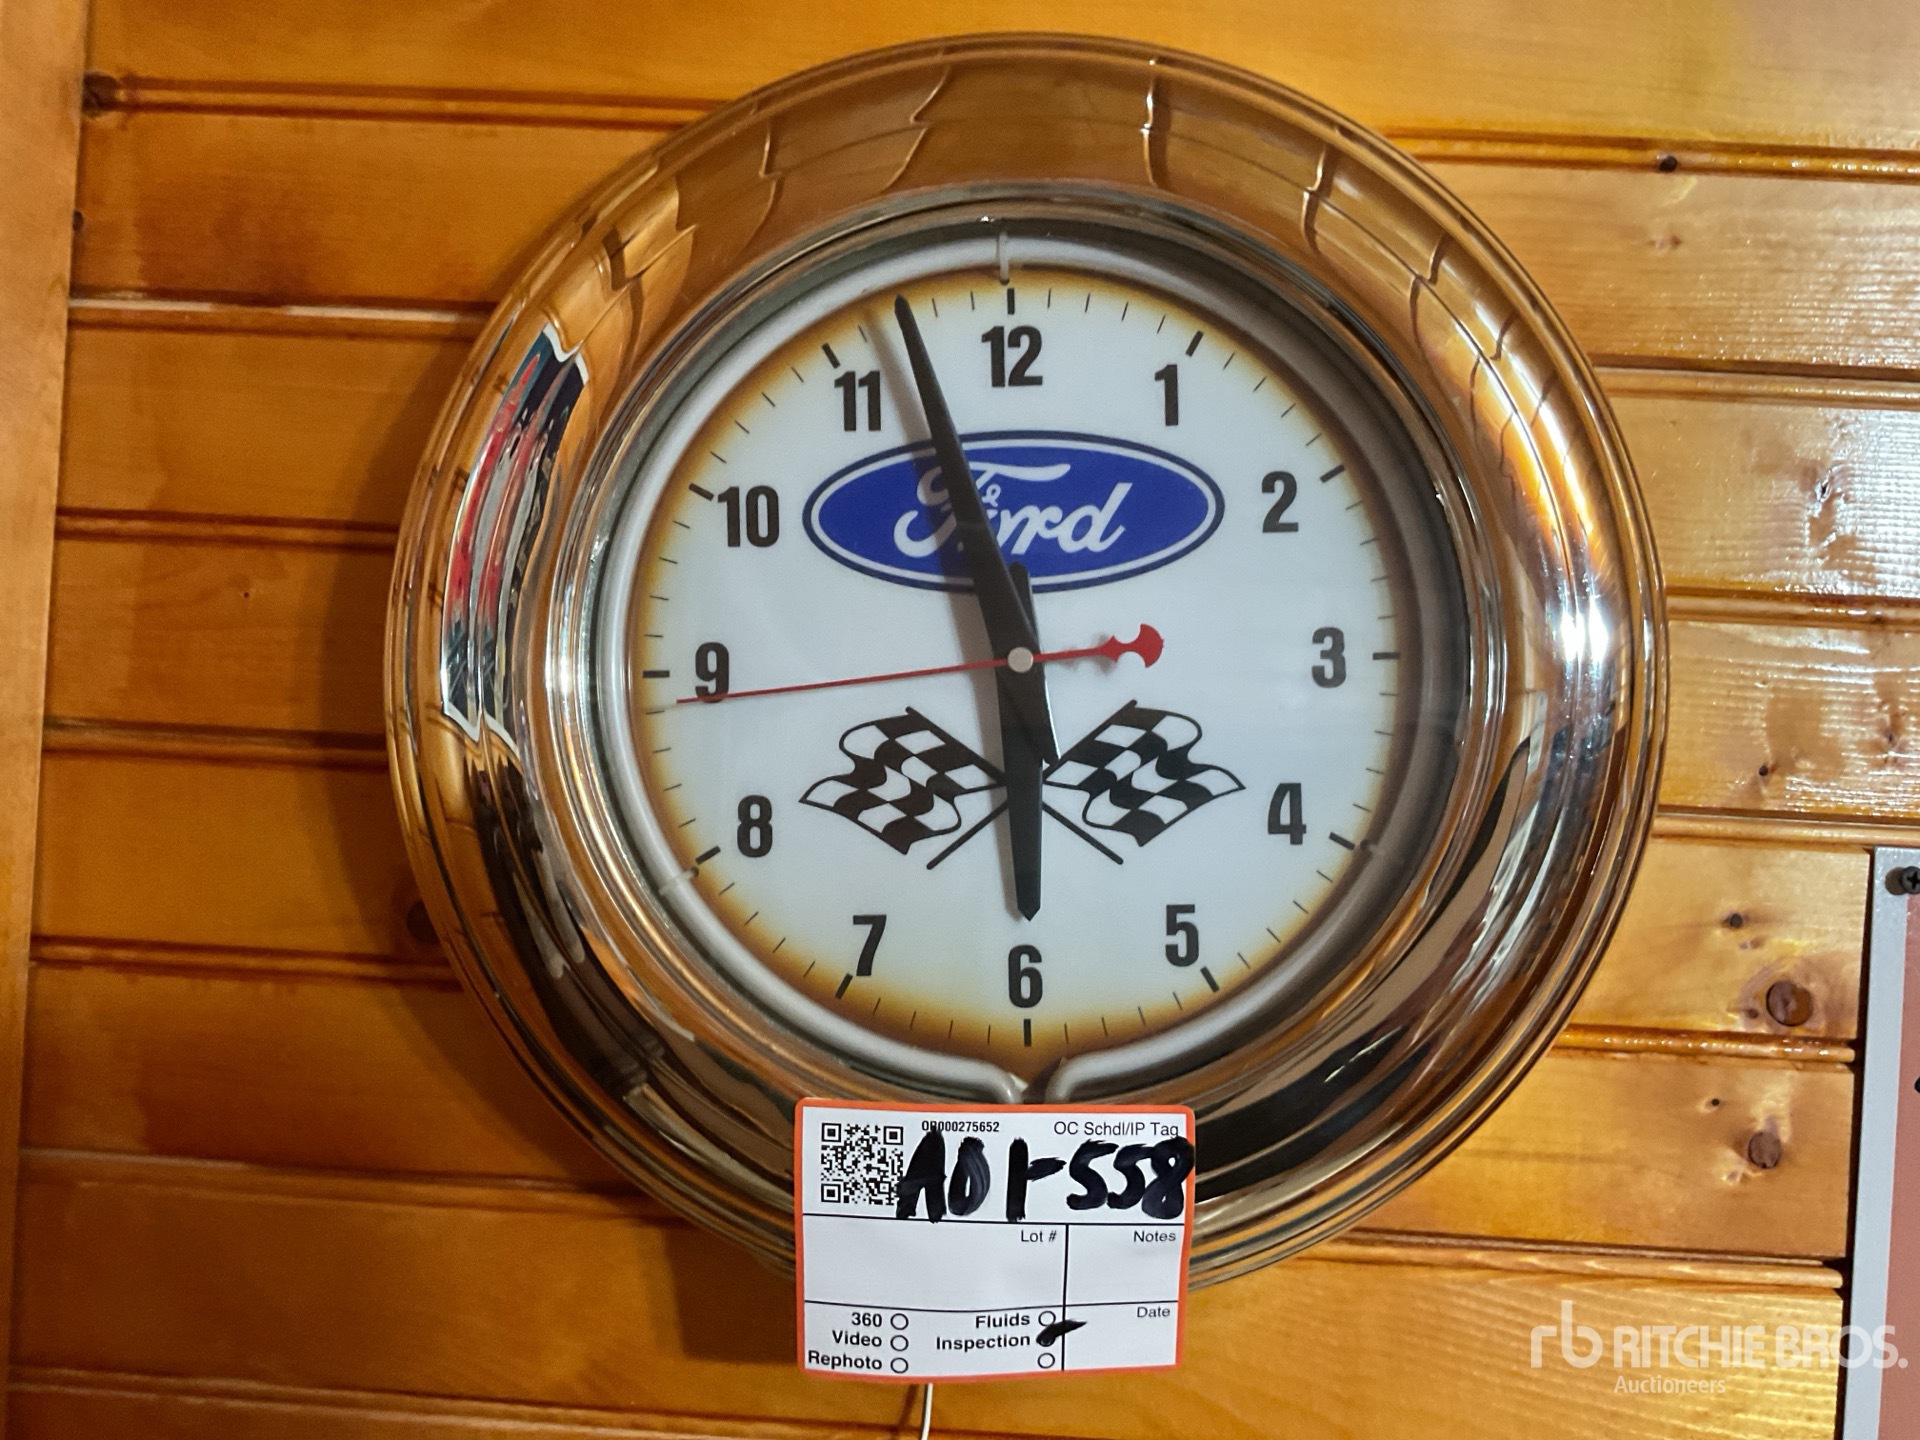 12
11
1
10
2
Ford
9
3
8
4
7
5
6
OR000275652
OC Schdl/IP Tag
A01-558
Lot #
Notes
360
Fluids
Date
Video
Inspection
Rephoto
rb RITCHIE BROS.
Auctioneers